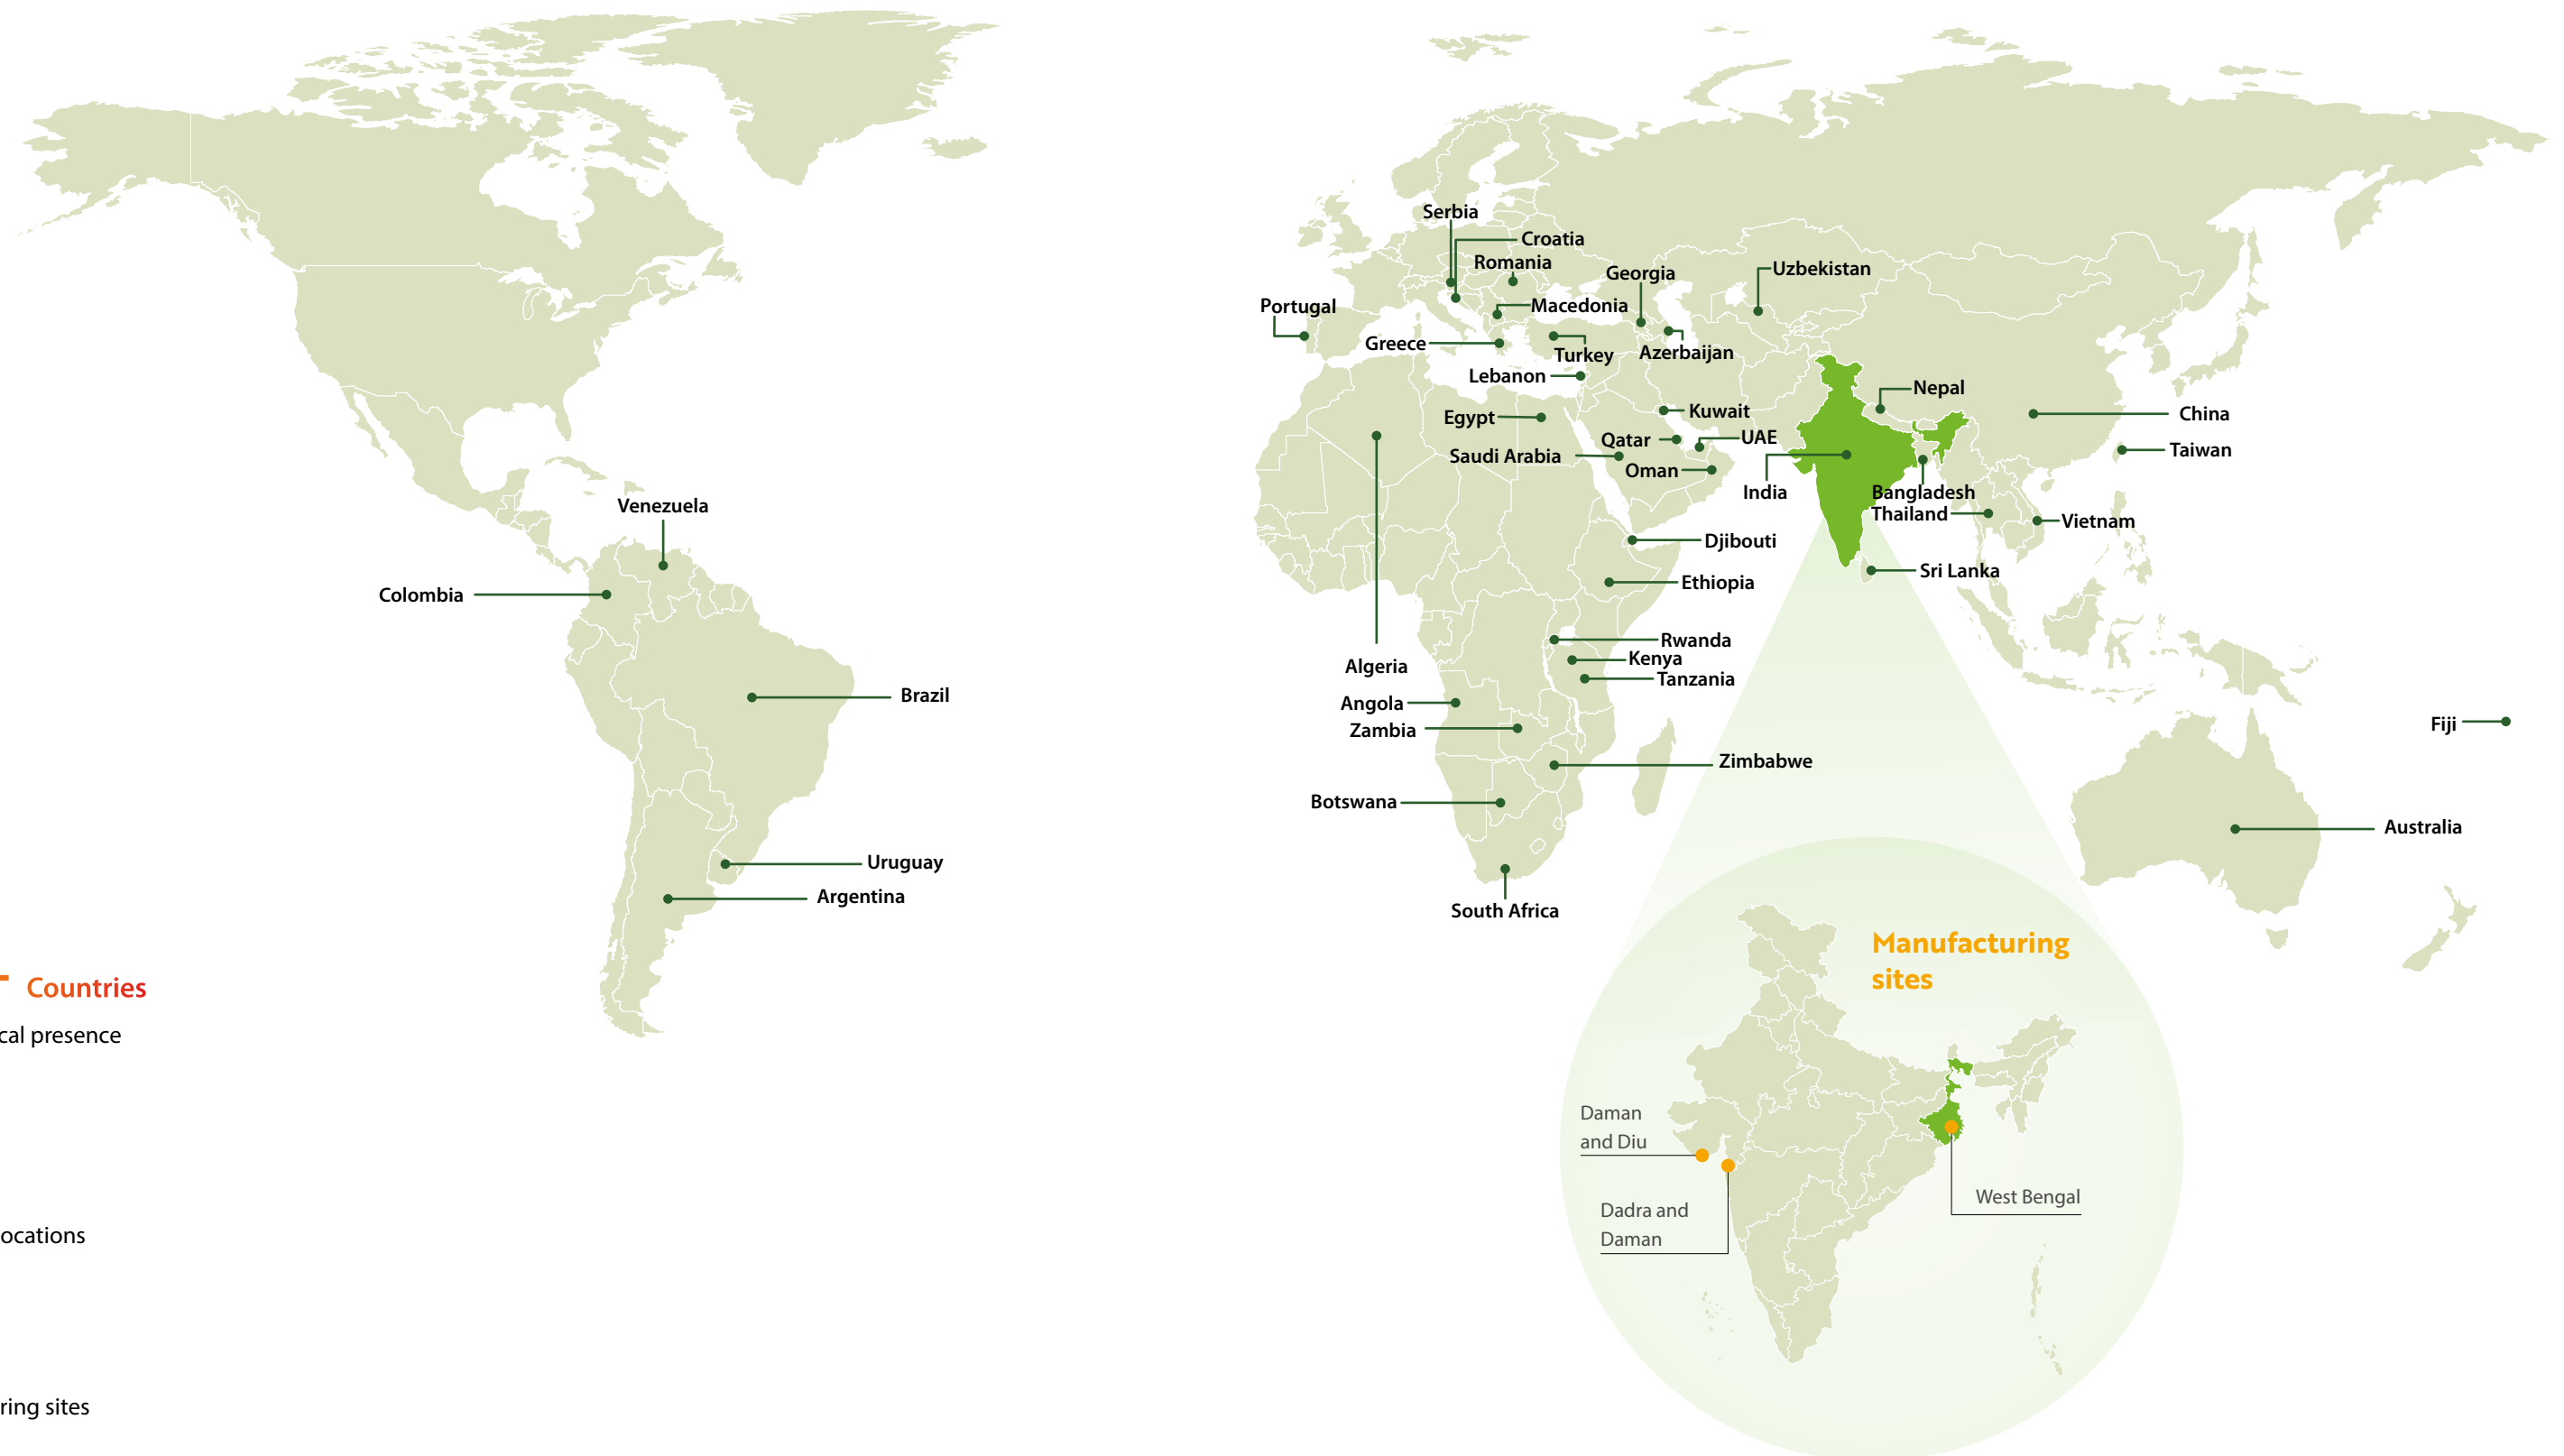 Serbia
Croatia
Romania
Georgia
Uzbekistan
Portugal
Macedonia
Greece
Turkey
Azerbaijan
Lebanon
Nepal
Egypt
Kuwait
China
Qatar
UAE
Saudi Arabia
Oman
Taiwan
India
Bangladesh
Thailand
Vietnam
Venezuela
Djibouti
Sri Lanka
Colombia
Ethiopia
Rwanda
Kenya
Algeria
Tanzania
Brazil
Angola
Zambia
Fiji
Zimbabwe
Botswana
Australia
Uruguay
Argentina
South Africa
Manufacturing
sites
Countries
cal presence
Daman
and Diu
West Bengal
Dadra and
Daman
ocations
ring sites